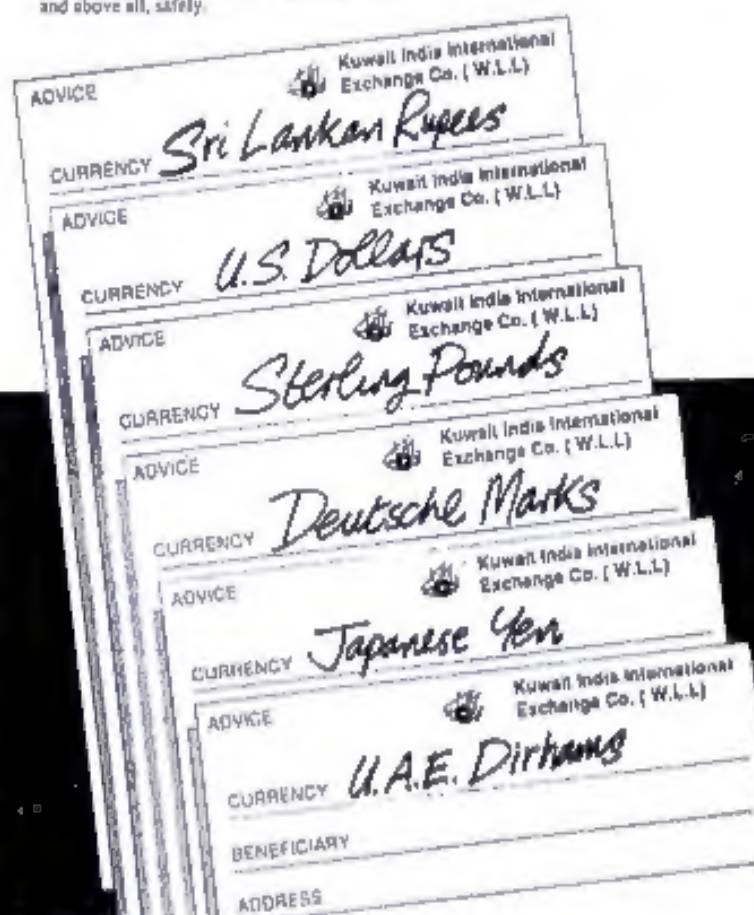 and above all, safely.
ADVICE
Kuwait India International
Exchange Co. ( W.L.L)
CURRENCY Sri Lankan Rupees
ADVICE
Kuwait India International
Exchange Co. ( W.L.L)
CURRENCY U.S. Dollars
ADVICE
Kuwait India International
Exchange Co. ( W.L.L)
CURRENCY Sterling Pounds
ADVICE
Kuwait India International
Exchange Co. ( W.L.L)
CURRENCY Deutsche Marks
ADVICE
Kuwait India International
Exchange Co. ( W.L.L)
CURRENCY Japanese Yen
ADVICE
Kuwait India International
Exchange Co. ( W.L.L)
CURRENCY U.A.E. Dirhams
BENEFICIARY
ADDRESS